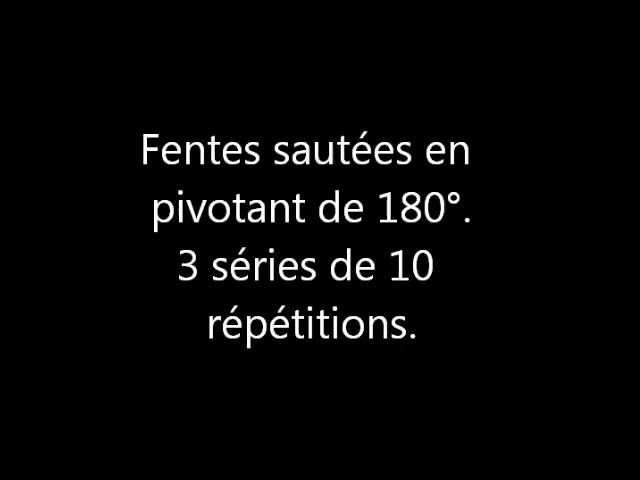 Fentes sautées en
pivotant de 180°.
3 séries de 10
répétitions.